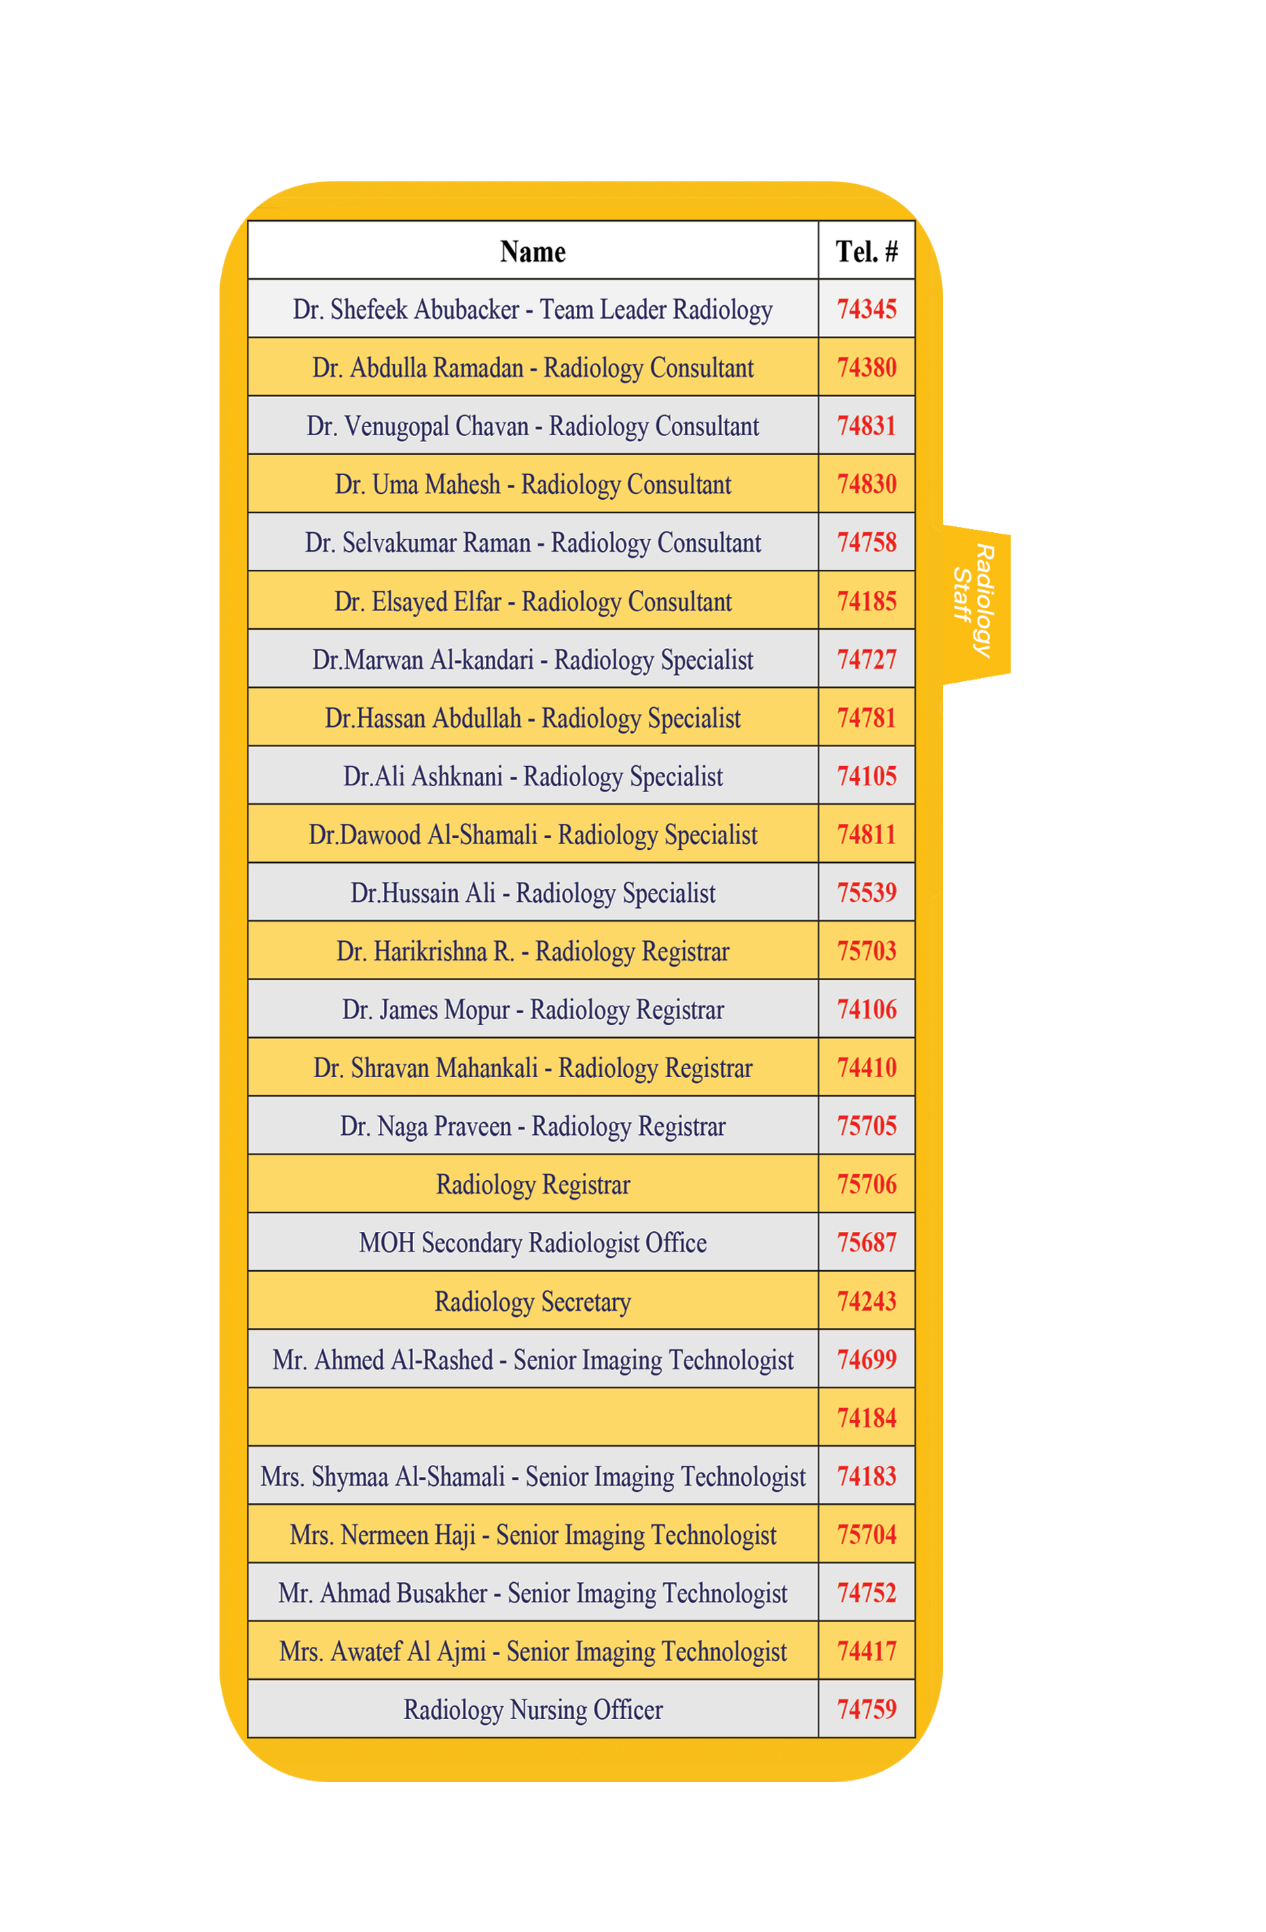 Name Tel. #
Dr. Shefeek Abubacker - Team Leader Radiology 74345
Dr. Abdulla Ramadan - Radiology Consultant 74380
Dr. Venugopal Chavan - Radiology Consultant 74831
Dr. Uma Mahesh - Radiology Consultant 74830
Dr. Selvakumar Raman - Radiology Consultant 74758
Dr. Elsayed Elfar - Radiology Consultant 74185
Dr.Marwan Al-kandari - Radiology Specialist 74727
Dr.Hassan Abdullah - Radiology Specialist 74781
Dr.Ali Ashknani - Radiology Specialist 74105
Dr.Dawood Al-Shamali - Radiology Specialist 74811
Dr.Hussain Ali - Radiology Specialist 75539
Dr. Harikrishna R. - Radiology Registrar 75703
Dr. James Mopur - Radiology Registrar 74106
Dr. Shravan Mahankali - Radiology Registrar 74410
Dr. Naga Praveen - Radiology Registrar 75705
Radiology Registrar 75706
MOH Secondary Radiologist Office 75687
Radiology Secretary 74243
Mr. Ahmed Al-Rashed - Senior Imaging Technologist 74699
74184
Mrs. Shymaa Al-Shamali - Senior Imaging Technologist 74183
Mrs. Nermeen Haji - Senior Imaging Technologist 75704
Mr. Ahmad Busakher - Senior Imaging Technologist 74752
Mrs. Awatef Al Ajmi - Senior Imaging Technologist 74417
Radiology Nursing Officer 74759
Radiology
Staff